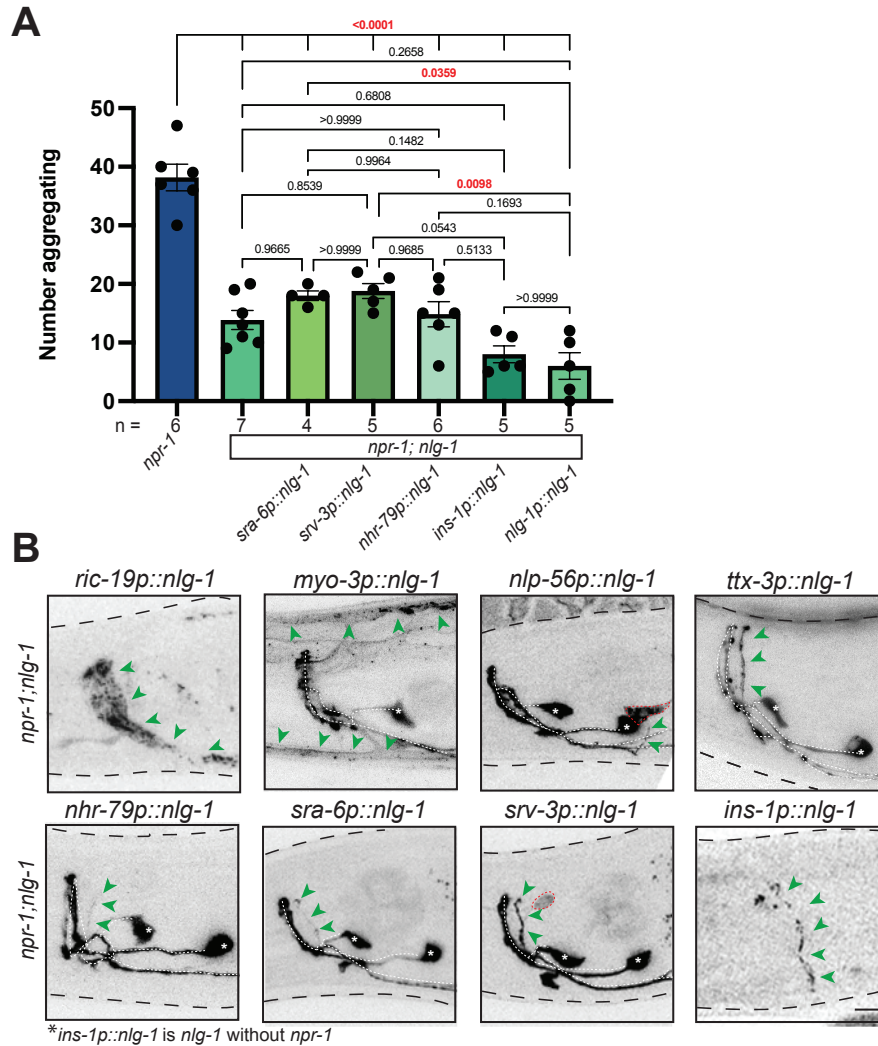 A
<0.0001
0.2658
0.0359
0.6808
>0.9999
0.1482
0.9964
0.8539
0.0098
0.1693
0.0543
0.9665
>0.9999
0.9685
0.5133
>0.9999
Number aggregating
50
40
30
20
10
0
n = 6 7 4 5 6 5 5
npr-1
npr-1; nlg-1
sra-6p::nlg-1
srv-3p::nlg-1
nhr-79p::nlg-1
ins-1p::nlg-1
nlg-1p::nlg-1
B
ric-19p::nlg-1 myo-3p::nlg-1 nlp-56p::nlg-1 ttx-3p::nlg-1
npr-1;nlg-1
* * * * *
nhr-79p::nlg-1 sra-6p::nlg-1 srv-3p::nlg-1 ins-1p::nlg-1
npr-1;nlg-1
* * * * * *
*ins-1p::nlg-1 is nlg-1 without npr-1